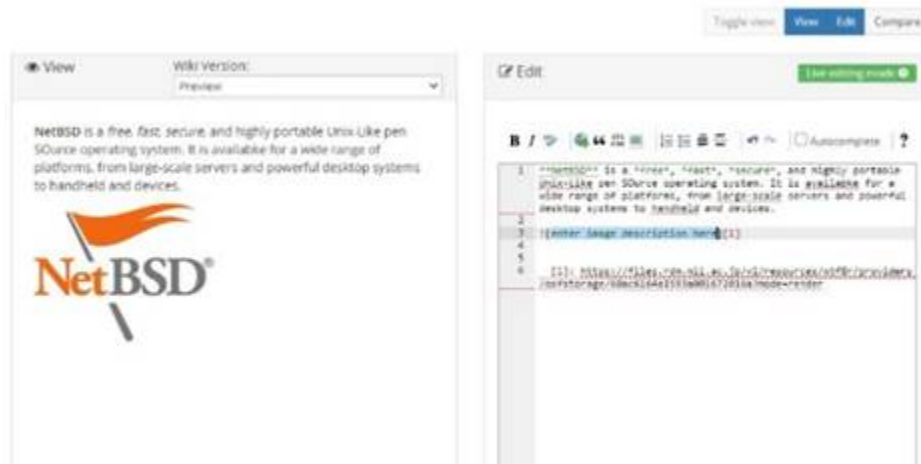 Toggle view View Edit Compare
View
Wiki Version:
Preview
NetBSD is a free, fast, secure, and highly portable Unix-Like pen
SOurce operating system. It is availabke for a wide range of
platforms, from large-scale servers and powerful desktop systems
to handheld and devices.
NetBSD®
Edit
Live editing mode
B I Autocomplete ?
1 **NetBSD** is a *free*, *fast*, *secure*, and highly portable
Unix-Like pen SOurce operating system. It is availabke for a
wide range of platforms, from large-scale servers and powerful
desktop systems to handheld and devices.
2
3 ![enter image description here][1]
4
5
6 [1]: